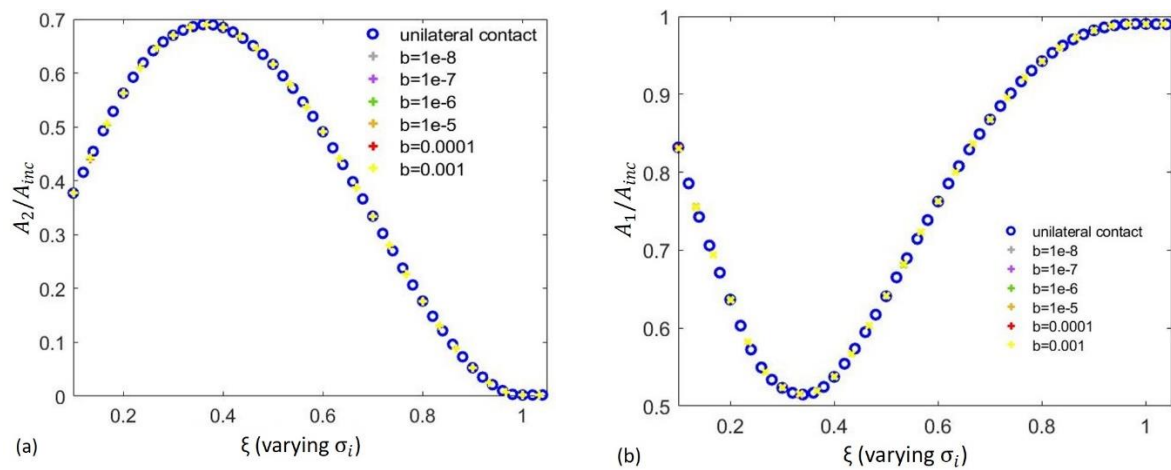 (a)
A₂/A_inc
0.7
0.6
0.5
0.4
0.3
0.2
0.1
0
0.2
0.4
0.6
0.8
1
ξ (varying σᵢ)
unilateral contact
b=1e-8
b=1e-7
b=1e-6
b=1e-5
b=0.0001
b=0.001
(b)
A₁/A_inc
1
0.9
0.8
0.7
0.6
0.5
0.2
0.4
0.6
0.8
1
ξ (varying σᵢ)
unilateral contact
b=1e-8
b=1e-7
b=1e-6
b=1e-5
b=0.0001
b=0.001